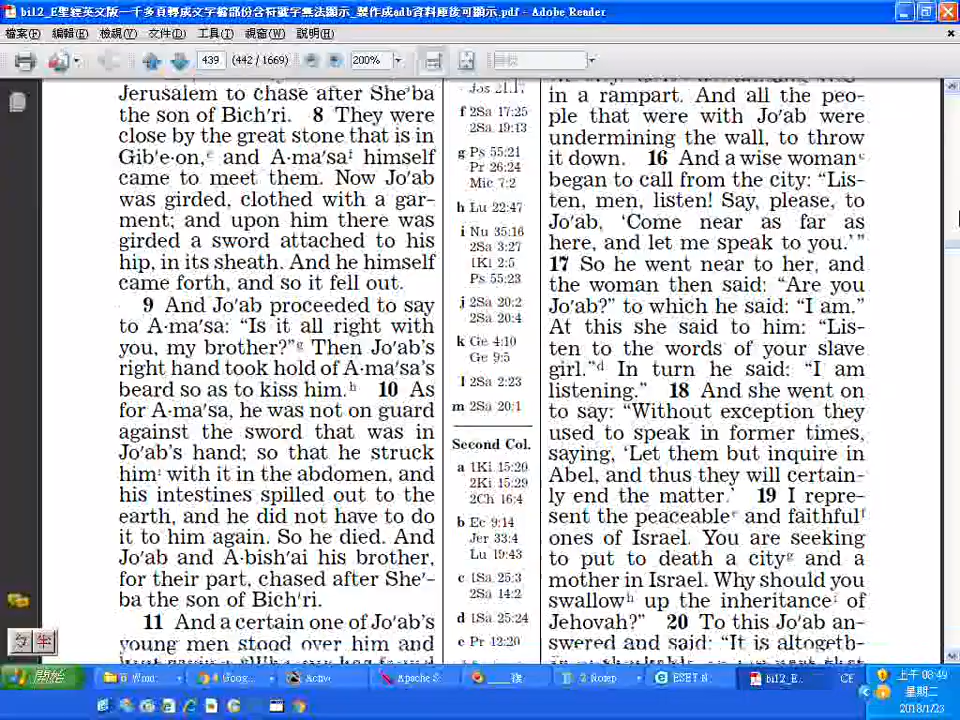 bi12_E聖經英文版一千多頁轉成文字檔部份含符號字無法顯示_製作成adb資料庫後可顯示.pdf - Adobe Reader
檔案(F) 編輯(E) 檢視(V) 文件(D) 工具(T) 視窗(W) 說明(H)
439 (442 / 1669) 200%
Jerusalem to chase after She′ba
the son of Bich′ri. 8 They were
close by the great stone that is in
Gib′e·on,e and A·ma′saf himself
came to meet them. Now Jo′ab
was girded, clothed with a gar-
ment; and upon him there was
girded a sword attached to his
hip, in its sheath. And he himself
came forth, and so it fell out.
9 And Jo′ab proceeded to say
to A·ma′sa: “Is it all right with
you, my brother?”g Then Jo′ab’s
right hand took hold of A·ma′sa’s
beard so as to kiss him.h 10 As
for A·ma′sa, he was not on guard
against the sword that was in
Jo′ab’s hand; so that he struck
himi with it in the abdomen, and
his intestines spilled out to the
earth, and he did not have to do
it to him again. So he died. And
Jo′ab and A·bish′ai his brother,
for their part, chased after She′-
ba the son of Bich′ri.
11 And a certain one of Jo′ab’s
young men stood over him and
Jos 21:17
f 2Sa 17:25
2Sa 19:13
g Ps 55:21
Pr 26:24
Mic 7:2
h Lu 22:47
i Nu 35:16
2Sa 3:27
1Ki 2:5
Ps 55:23
j 2Sa 20:2
2Sa 20:4
k Ge 4:10
Ge 9:5
l 2Sa 2:23
m 2Sa 20:1
Second Col.
a 1Ki 15:20
2Ki 15:29
2Ch 16:4
b Ec 9:14
Jer 33:4
Lu 19:43
c 1Sa 25:3
2Sa 14:2
d 1Sa 25:24
e Pr 12:20
in a rampart. And all the peo-
ple that were with Jo′ab were
undermining the wall, to throw
it down. 16 And a wise womanc
began to call from the city: “Lis-
ten, men, listen! Say, please, to
Jo′ab, ‘Come near as far as
here, and let me speak to you.’”
17 So he went near to her, and
the woman then said: “Are you
Jo′ab?” to which he said: “I am.”
At this she said to him: “Lis-
ten to the words of your slave
girl.”d In turn he said: “I am
listening.” 18 And she went on
to say: “Without exception they
used to speak in former times,
saying, ‘Let them but inquire in
Abel, and thus they will certain-
ly end the matter.’ 19 I repre-
sent the peaceablee and faithfulf
ones of Israel. You are seeking
to put to death a cityg and a
mother in Israel. Why should you
swallowh up the inheritancei of
Jehovah?” 20 To this Jo′ab an-
swered and said: “It is altogeth-
開始 6 Wind... 4 Goog... Active Apache S... 2 Notep... ESET N... bi12_E... CE
上午 08:49
星期二
2018/1/23